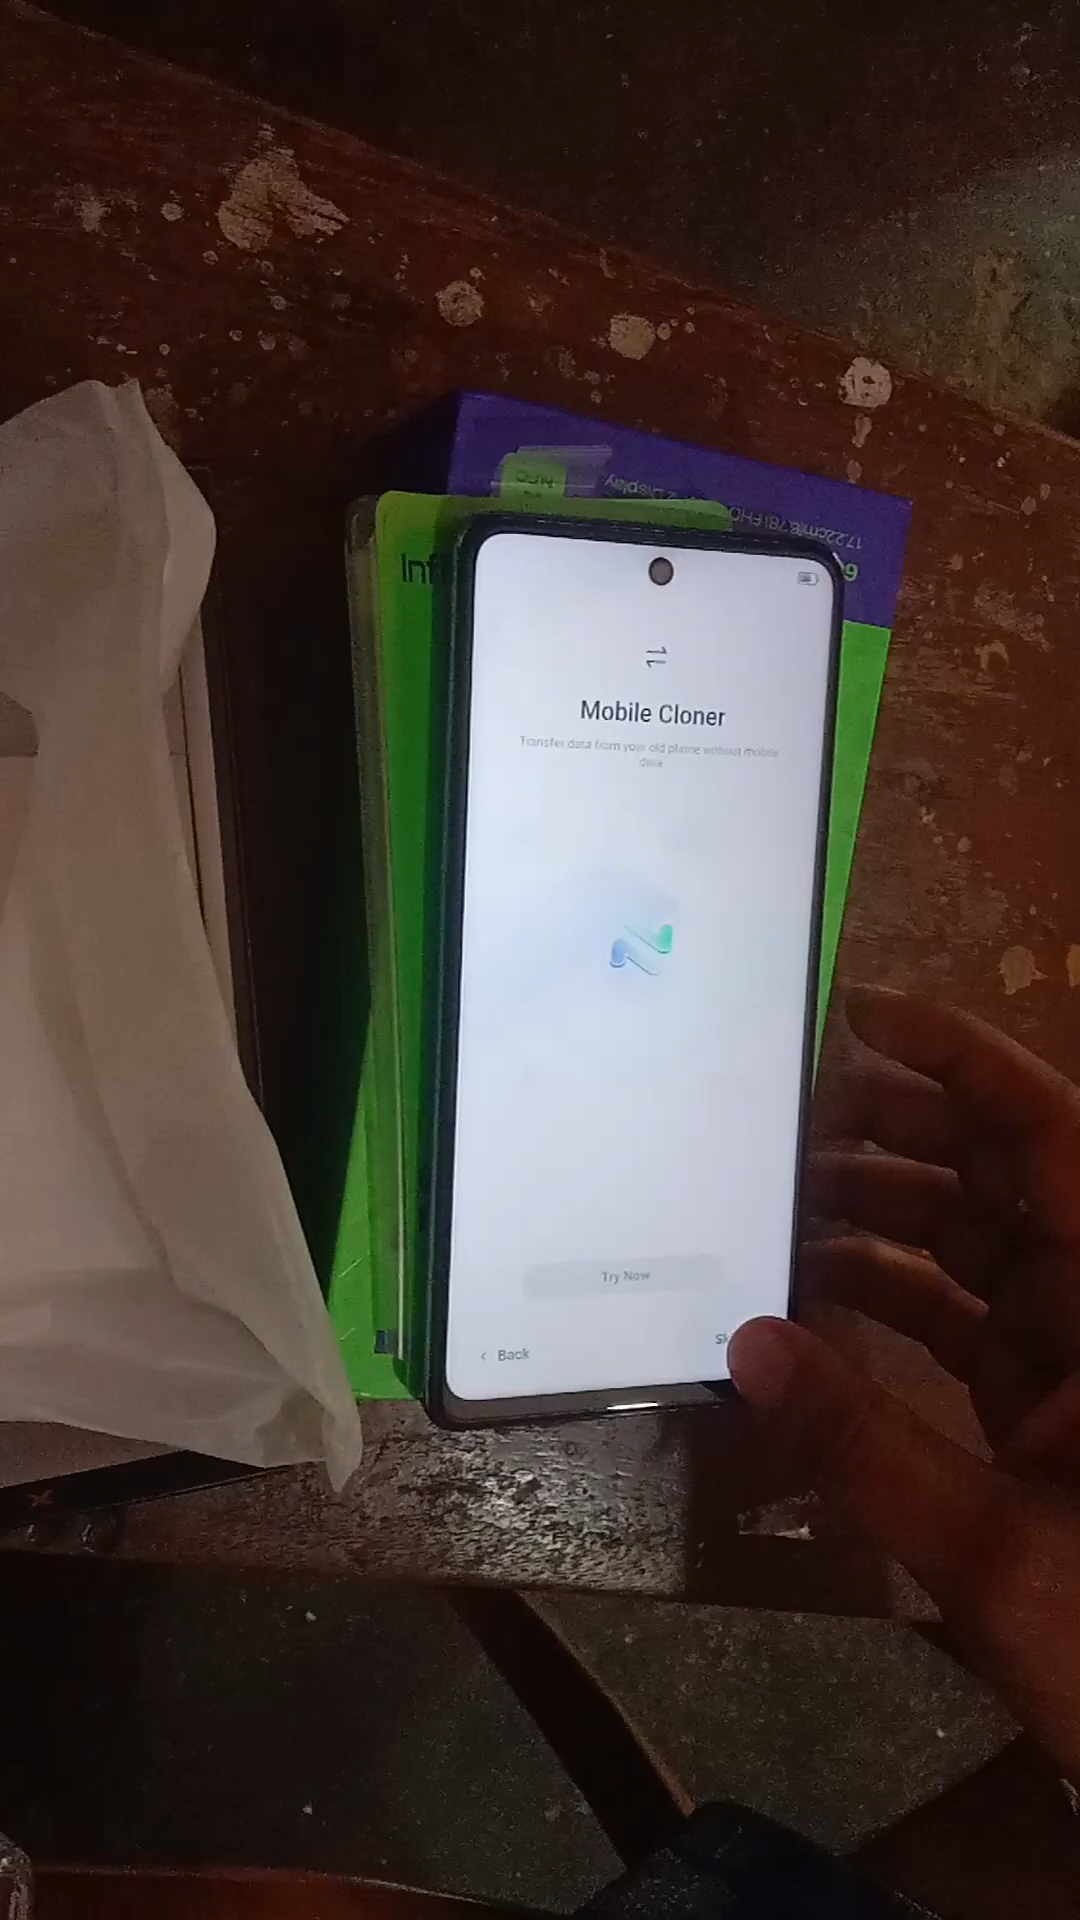 NFC
Display
17.22cm(6.78) FHD
Inf
Mobile Cloner
Transfer data from your old phone without mobile
data
Try Now
Back
Sk